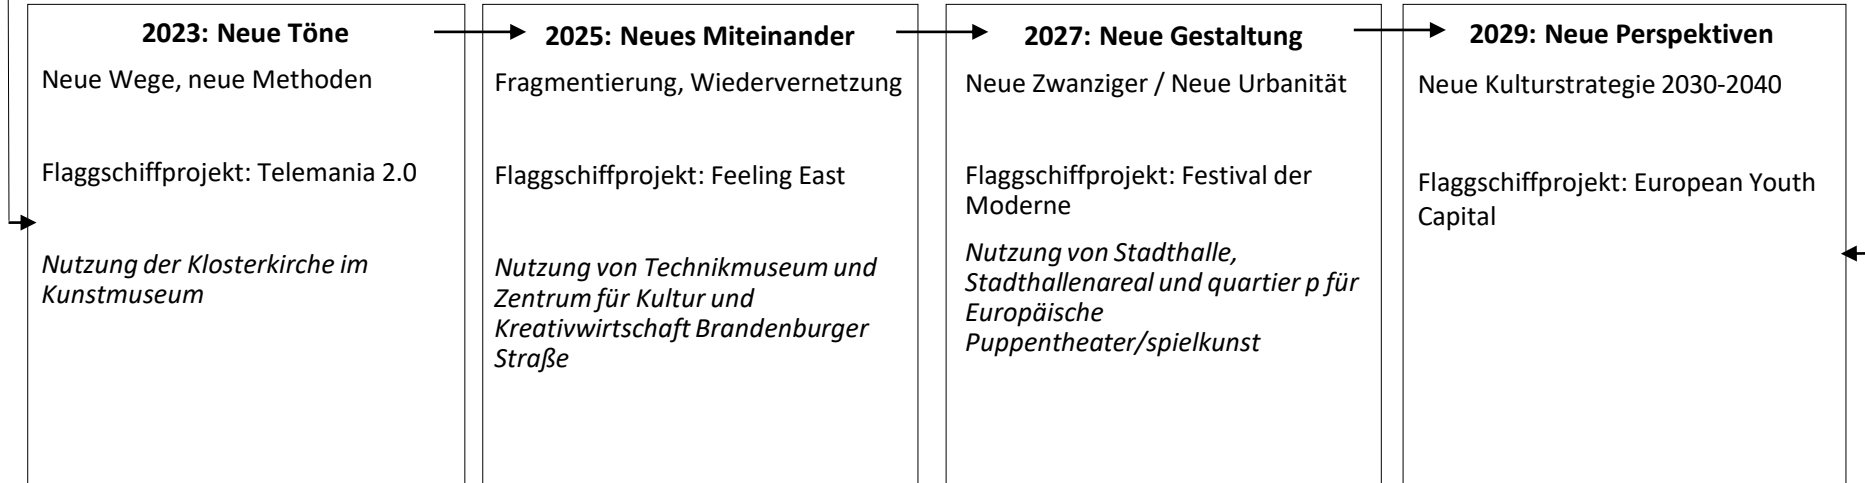 2023: Neue Töne
Neue Wege, neue Methoden
Flaggschiffprojekt: Telemania 2.0
Nutzung der Klosterkirche im
Kunstmuseum
2025: Neues Miteinander
Fragmentierung, Wiedervernetzung
Flaggschiffprojekt: Feeling East
Nutzung von Technikmuseum und
Zentrum für Kultur und
Kreativwirtschaft Brandenburger
Straße
2027: Neue Gestaltung
Neue Zwanziger / Neue Urbanität
Flaggschiffprojekt: Festival der
Moderne
Nutzung von Stadthalle,
Stadthallenareal und quartier p für
Europäische
Puppentheater/spielkunst
2029: Neue Perspektiven
Neue Kulturstrategie 2030-2040
Flaggschiffprojekt: European Youth
Capital